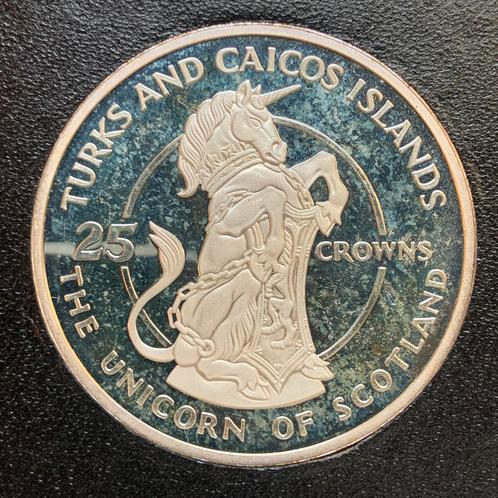 TURKS AND CAICOS ISLANDS
25 CROWNS
THE UNICORN OF SCOTLAND